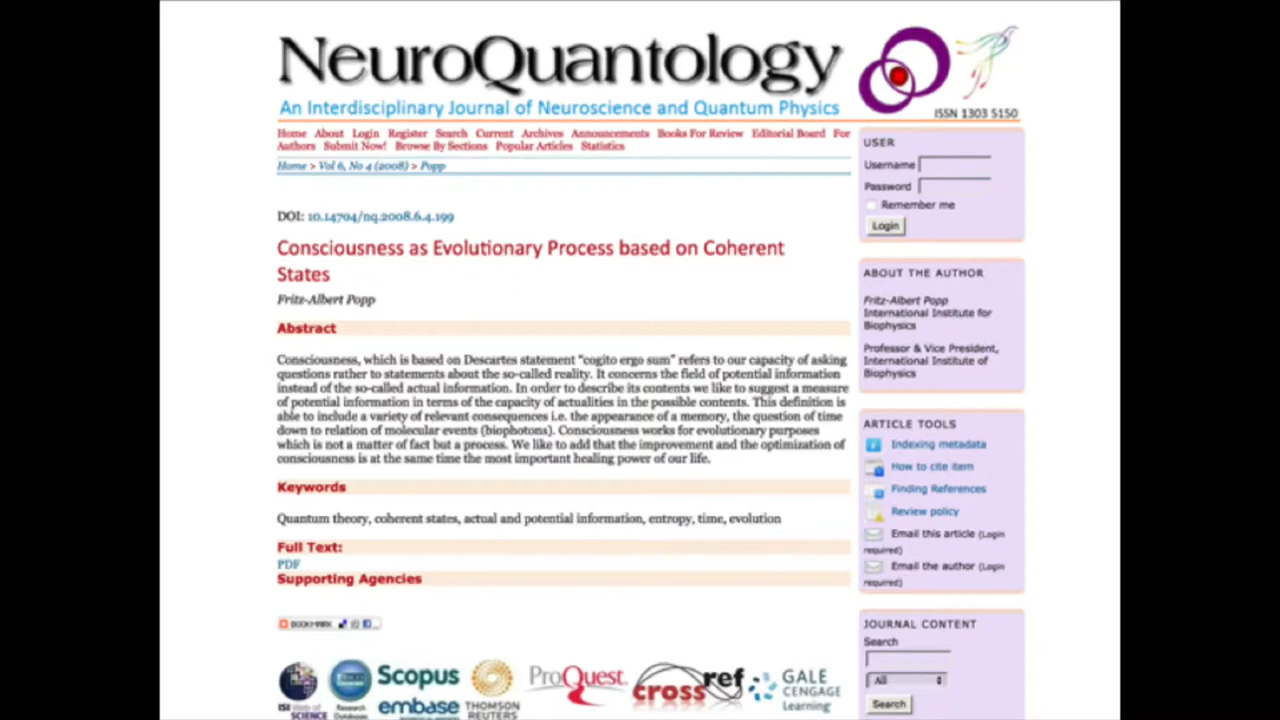 NeuroQuantology
An Interdisciplinary Journal of Neuroscience and Quantum Physics
ISSN 1303 5150
Home About Login Register Search Current Archives Announcements Books For Review Editorial Board For
Authors Submit Now! Browse By Sections Popular Articles Statistics
Home > Vol 6, No 4 (2008) > Popp
DOI: 10.14704/nq.2008.6.4.199
Consciousness as Evolutionary Process based on Coherent
States
Fritz-Albert Popp
Abstract
Consciousness, which is based on Descartes statement "cogito ergo sum" refers to our capacity of asking
questions rather to statements about the so-called reality. It concerns the field of potential information
instead of the so-called actual information. In order to describe its contents we like to suggest a measure
of potential information in terms of the capacity of actualities in the possible contents. This definition is
able to include a variety of relevant consequences i.e. the appearance of a memory, the question of time
down to relation of molecular events (biophotons). Consciousness works for evolutionary purposes
which is not a matter of fact but a process. We like to add that the improvement and the optimization of
consciousness is at the same time the most important healing power of our life.
Keywords
Quantum theory, coherent states, actual and potential information, entropy, time, evolution
Full Text:
PDF
Supporting Agencies
BOOKMARK
ISI Web of
SCIENCE
Research
Databases
Scopus
embase
THOMSON
REUTERS
ProQuest
crossref
GALE
CENGAGE
Learning
USER
Username
Password
Remember me
Login
ABOUT THE AUTHOR
Fritz-Albert Popp
International Institute for
Biophysics
Professor & Vice President,
International Institute of
Biophysics
ARTICLE TOOLS
Indexing metadata
How to cite item
Finding References
Review policy
Email this article (Login
required)
Email the author (Login
required)
JOURNAL CONTENT
Search
All
Search